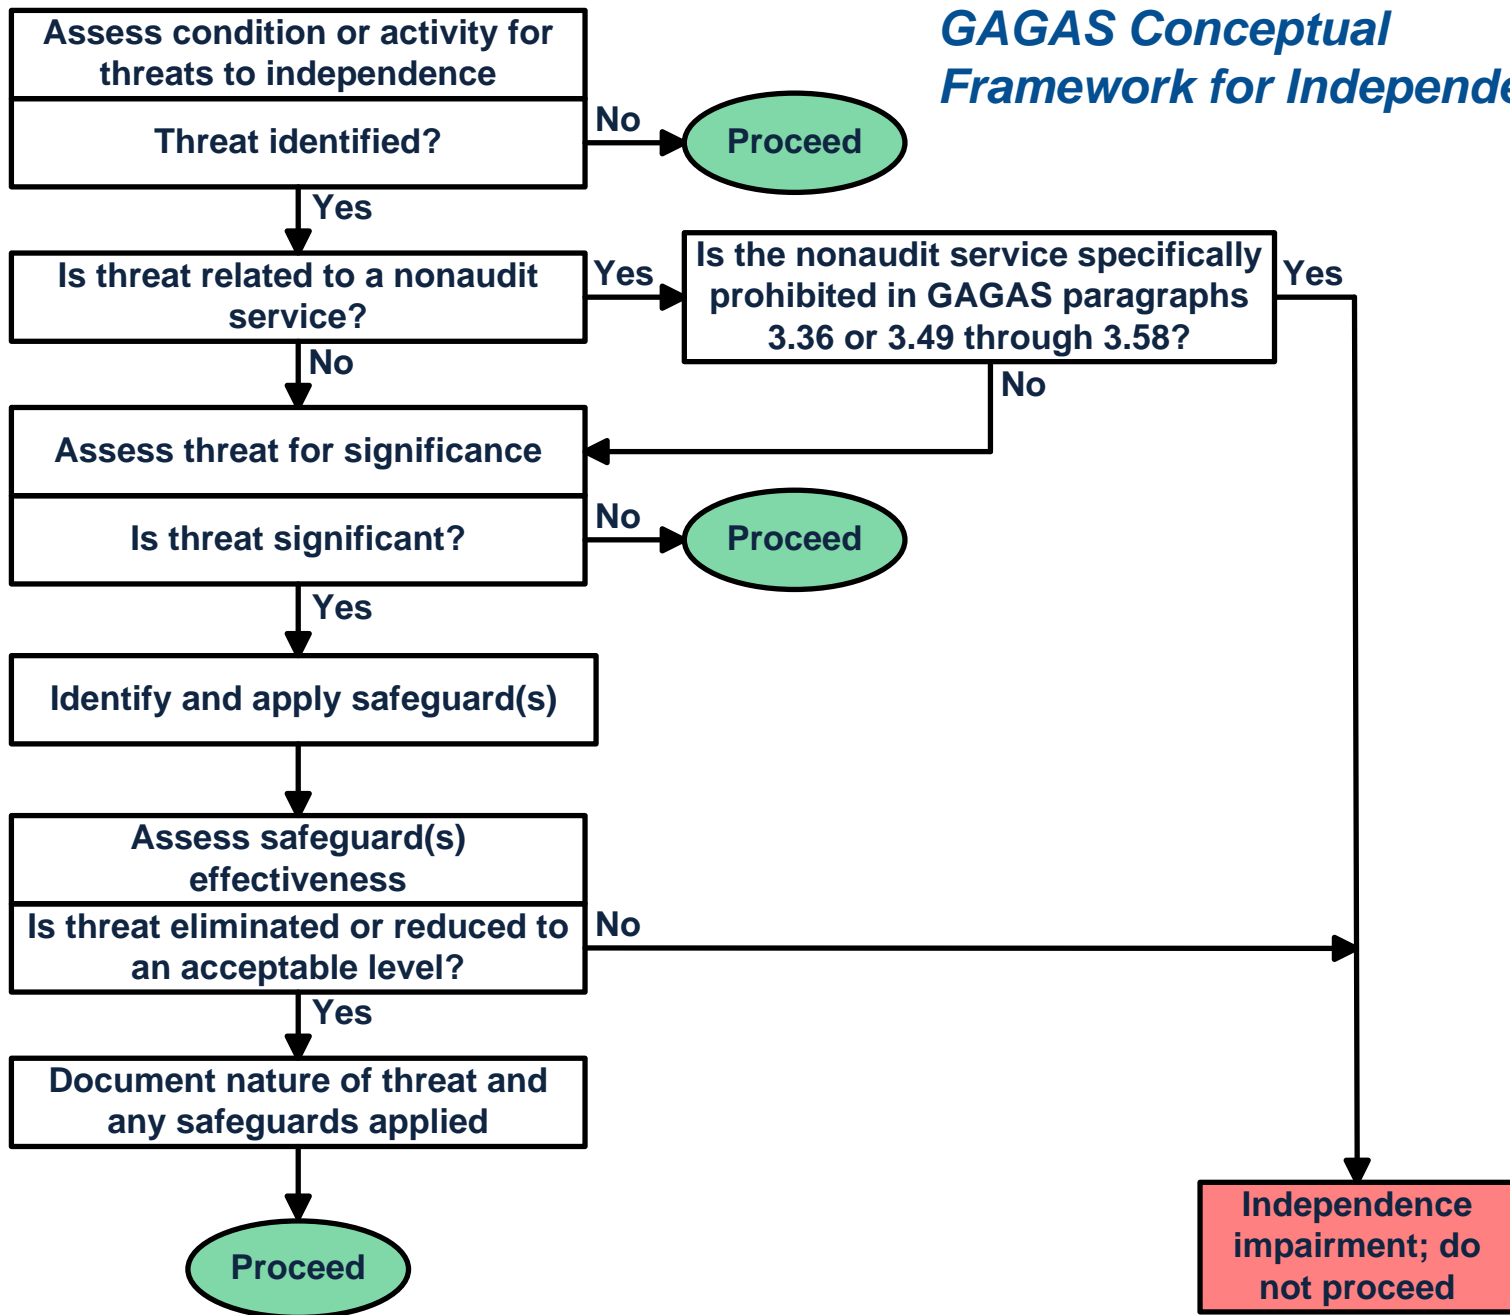 GAGAS Conceptual
Framework for Independe
Assess condition or activity for
threats to independence
Threat identified?
No
Proceed
Yes
Is threat related to a nonaudit
service?
Yes
Is the nonaudit service specifically
prohibited in GAGAS paragraphs
3.36 or 3.49 through 3.58?
Yes
No
No
Assess threat for significance
Is threat significant?
No
Proceed
Yes
Identify and apply safeguard(s)
Assess safeguard(s)
effectiveness
Is threat eliminated or reduced to
an acceptable level?
No
Yes
Document nature of threat and
any safeguards applied
Proceed
Independence
impairment; do
not proceed